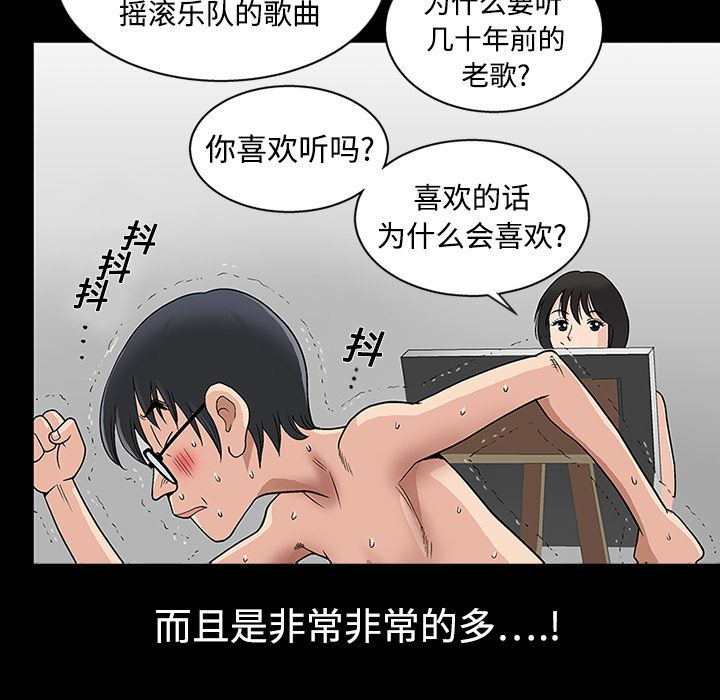 摇滚乐队的歌曲
为什么要听
几十年前的
老歌?
你喜欢听吗?
喜欢的话
为什么会喜欢?
抖
抖
抖
...
抖
...
而且是非常非常的多....!